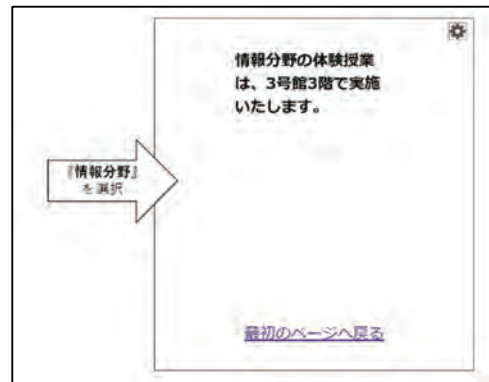 情報分野の体験授業
は、3号館3階で実施
いたします。
『情報分野』
を選択
最初のページへ戻る